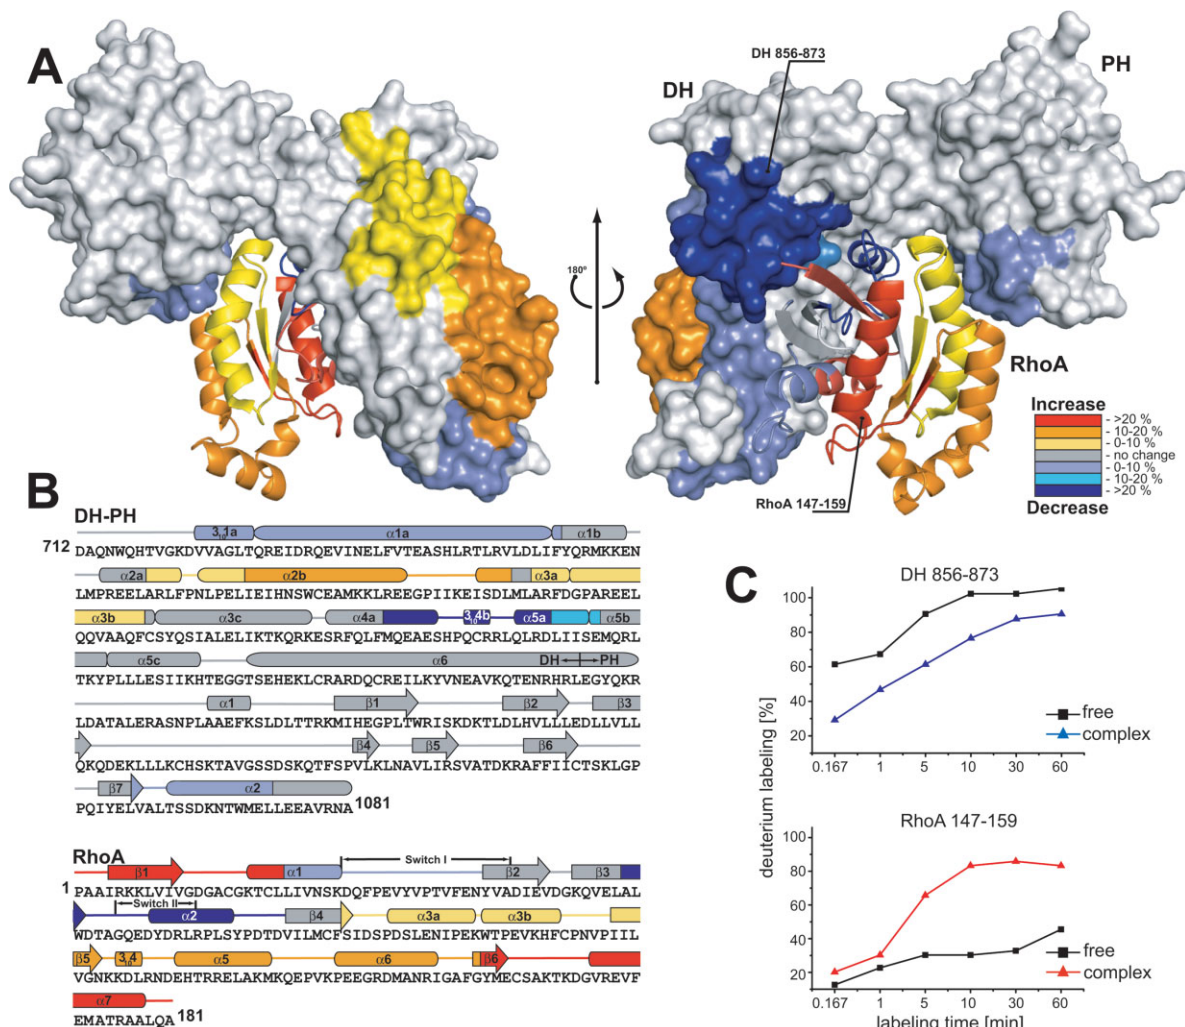 A
DH 856-873
PH
DH
180°
RhoA
RhoA 147-159
Increase
- >20 %
- 10-20 %
- 0-10 %
- no change
- 0-10 %
- 10-20 %
- >20 %
Decrease
B
DH-PH
3₁₀1a α1a α1b
712 DAQNWQHTVGKDVVAGLTQREIDRQEVINELFVTEASHLRTLRVLDLIFYQRMKKEN
α2a α2b α3a
LMPREELARLFPNLPELIEIHNSWCEAMKKLREEGPIIKEISDLMLARFDGPAREEL
α3b α3c α4a 3₁₀4b α5a α5b
QQVAAQFCSYQSIALELIKTKQRKESRFQLFMQEAESHPQCRRLQLRDLIISEMQRL
α5c α6 DH PH
TKYPLLLESIIKHTEGGTSEHEKLCRARDQCREILKYVNEAVKQTENRHRLEGYQKR
α1 β1 β2 β3
LDATALERASNPLAAEFKSLDLTTRKMIHEGPLTWRISKDKTLDLHVLLLEDLLVLL
β4 β5 β6
QKQDEKLLLKCHSKTAVGSSDSKQTFSPVLKLNAVLIRSVATDKRAFFIICTSKLGP
β7 α2
PQIYELVALTSSDKNTWMELLEEAVRNA 1081
RhoA
β1 α1 Switch I β2 β3
1 PAAIRKKLVIVGDGACGKTCLLIVNSKDQFPEVYVPTVFENYVADIEVDGKQVELAL
Switch II α2 β4 α3a α3b
WDTAGQEDYDRLRPLSYPDTDVILMCFSIDSPDSLENIPEKWTPEVKHFCPNVPIIL
β5 3₁₀4 α5 α6 β6
VGNKKDLRNDEHTRRELAKMKQEPVKPEEGRDMANRIGAFGYMECSAKTKDGVREVF
α7
EMATRAALQA 181
C
DH 856-873
100
80
60
40
20
free
complex
0.167 1 5 10 30 60
deuterium labeling [%]
RhoA 147-159
100
80
60
40
20
free
complex
0.167 1 5 10 30 60
labeling time [min]